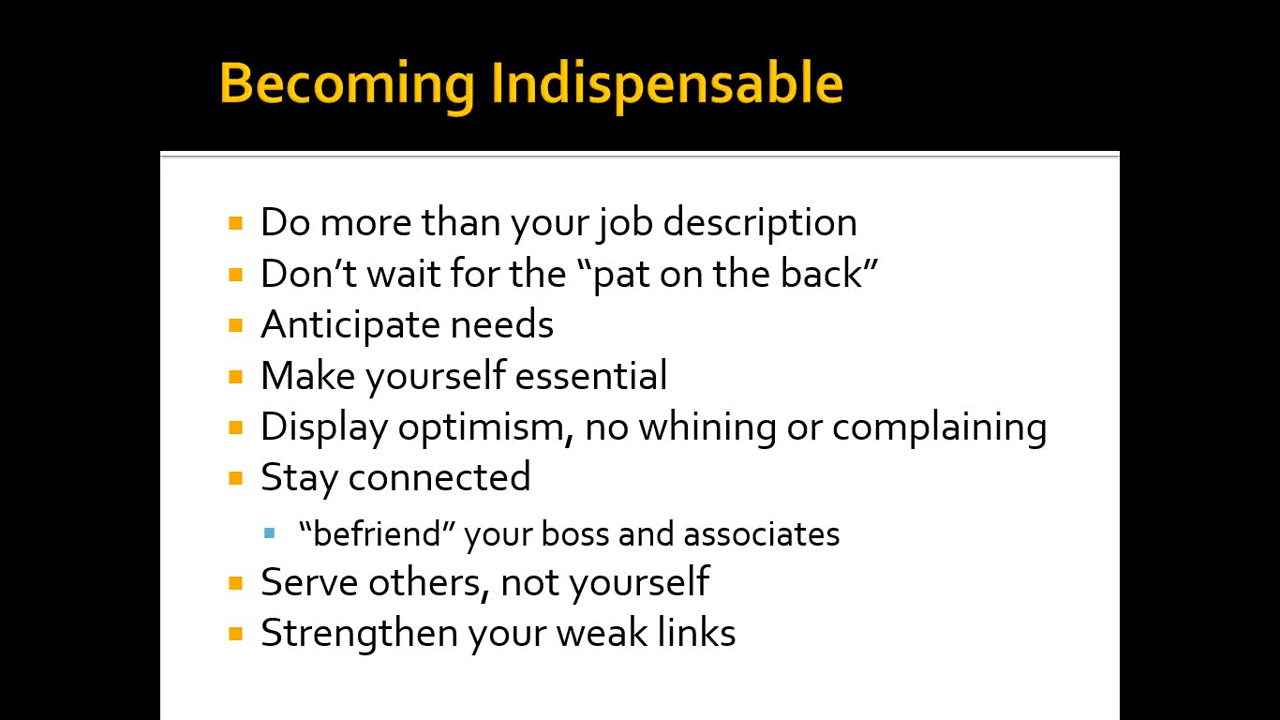 Becoming Indispensable
Do more than your job description
Don’t wait for the “pat on the back”
Anticipate needs
Make yourself essential
Display optimism, no whining or complaining
Stay connected
“befriend” your boss and associates
Serve others, not yourself
Strengthen your weak links